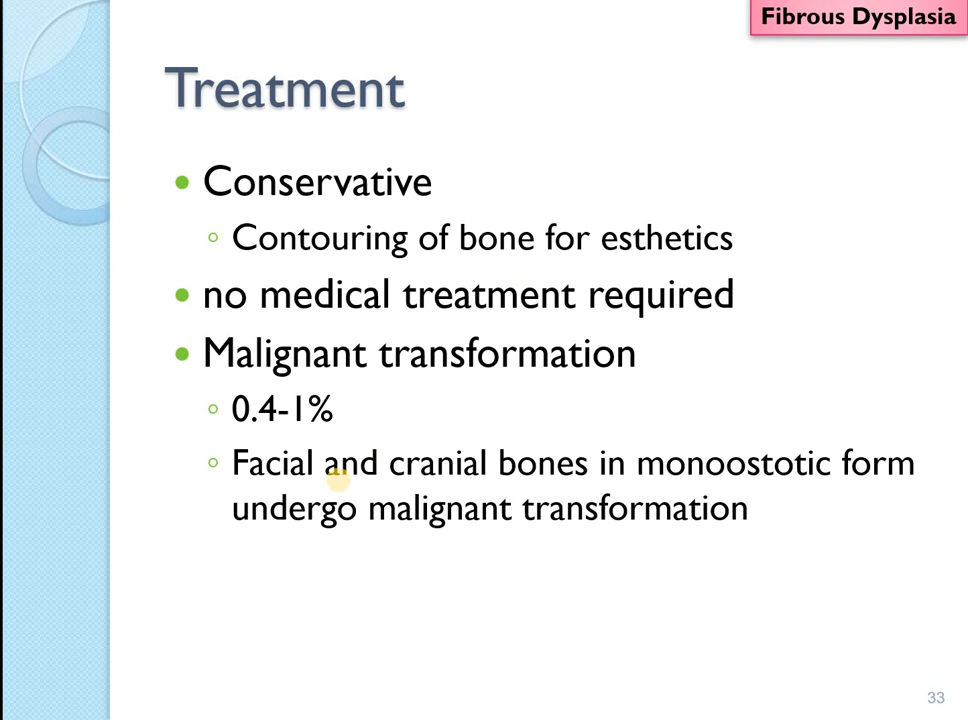 Fibrous Dysplasia
Treatment
Conservative
Contouring of bone for esthetics
no medical treatment required
Malignant transformation
0.4-1%
Facial and cranial bones in monoostotic form
undergo malignant transformation
33